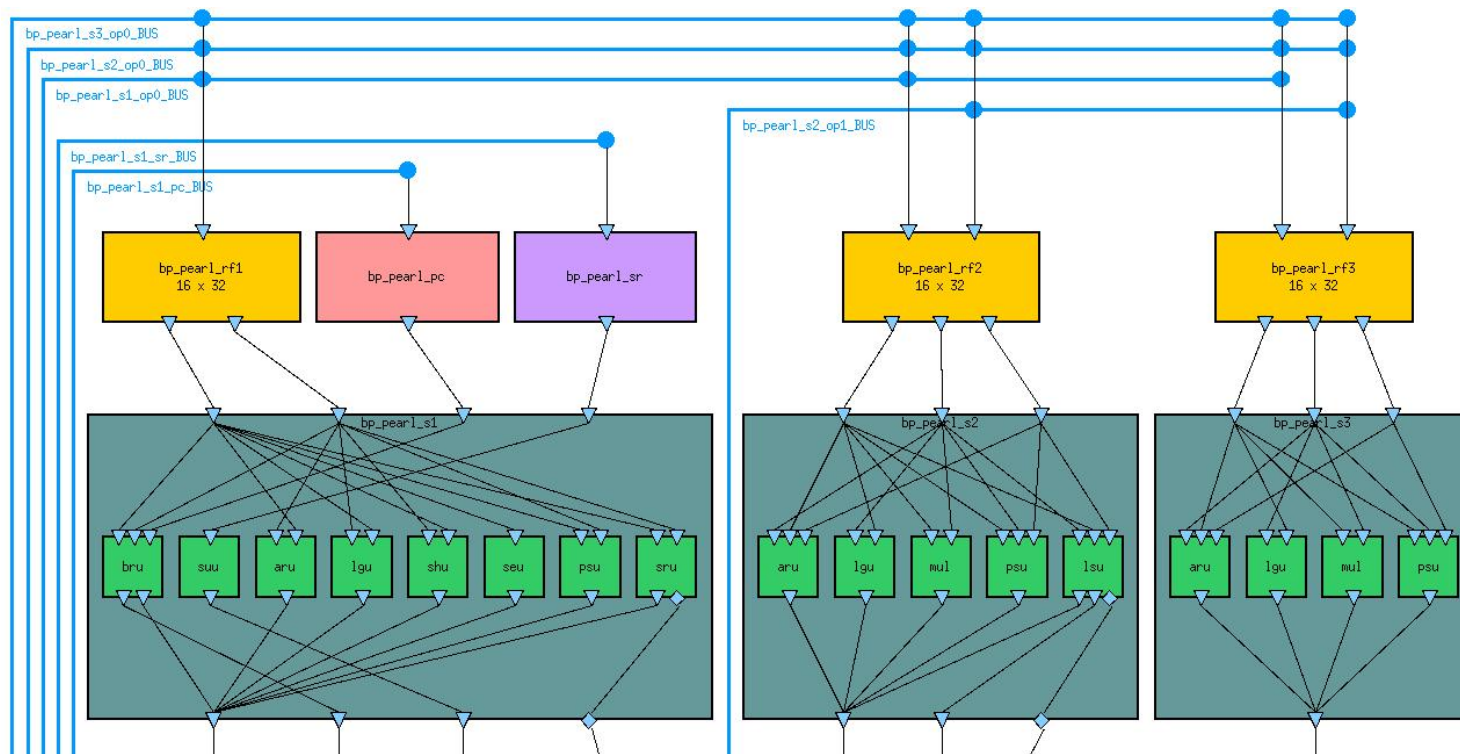 bp_pearl_s3_op0_BUS
bp_pearl_s2_op0_BUS
bp_pearl_s1_op0_BUS
bp_pearl_s2_op1_BUS
bp_pearl_s1_sr_BUS
bp_pearl_s1_pc_BUS
bp_pearl_rf1
16 x 32
bp_pearl_pc
bp_pearl_sr
bp_pearl_rf2
16 x 32
bp_pearl_rf3
16 x 32
bp_pearl_s1
bp_pearl_s2
bp_pearl_s3
bru suu aru lgu shu seu psu sru
aru lgu mul psu lsu
aru lgu mul psu